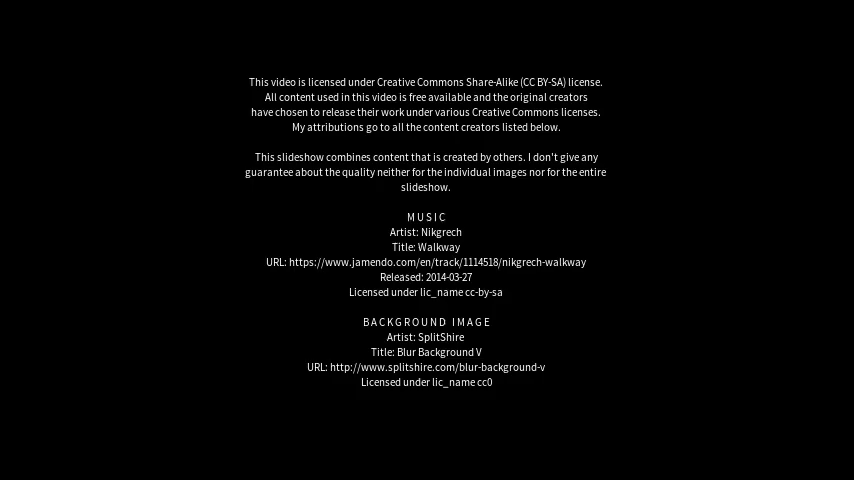 This video is licensed under Creative Commons Share-Alike (CC BY-SA) license.
All content used in this video is free available and the original creators
have chosen to release their work under various Creative Commons licenses.
My attributions go to all the content creators listed below.
This slideshow combines content that is created by others. I don't give any
guarantee about the quality neither for the individual images nor for the entire
slideshow.
MUSIC
Artist: Nikgrech
Title: Walkway
URL: https://www.jamendo.com/en/track/1114518/nikgrech-walkway
Released: 2014-03-27
Licensed under lic_name cc-by-sa
BACKGROUND IMAGE
Artist: SplitShire
Title: Blur Background V
URL: http://www.splitshire.com/blur-background-v
Licensed under lic_name cc0